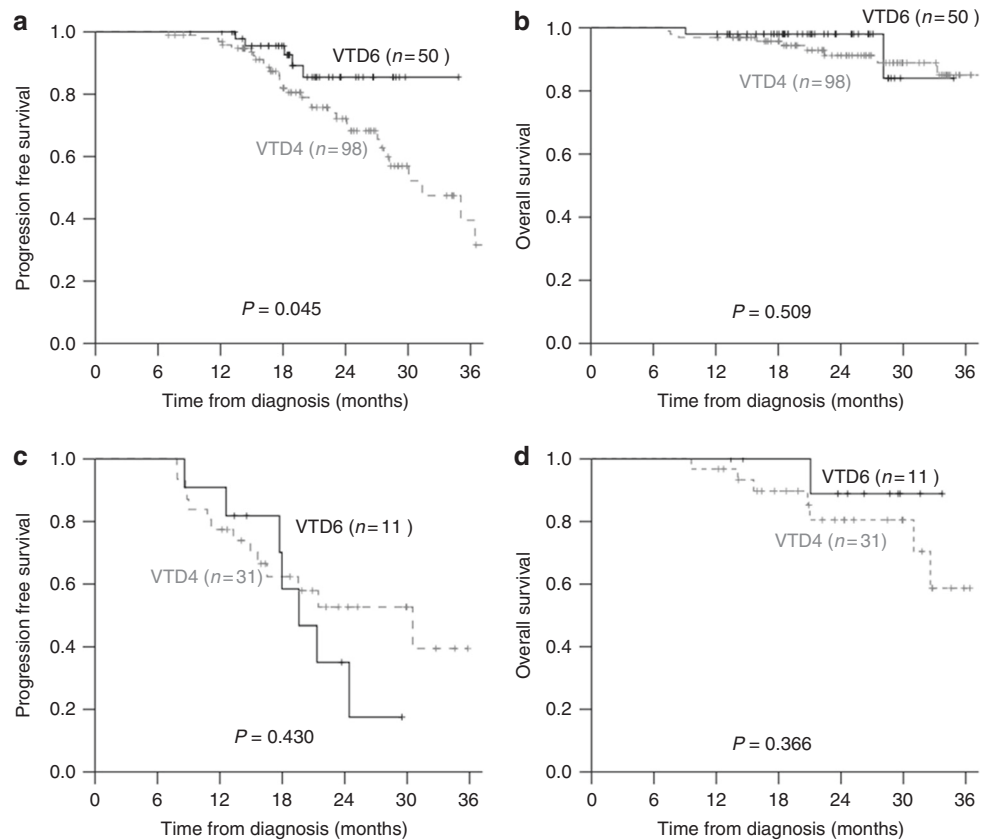 a
1.0
0.8
0.6
0.4
0.2
0.0
Progression free survival
VTD6 (n=50 )
VTD4 (n=98)
P = 0.045
0 6 12 18 24 30 36
Time from diagnosis (months)
b
1.0
0.8
0.6
0.4
0.2
0.0
Overall survival
VTD6 (n=50 )
VTD4 (n=98)
P = 0.509
0 6 12 18 24 30 36
Time from diagnosis (months)
c
1.0
0.8
0.6
0.4
0.2
0.0
Progression free survival
VTD6 (n=11 )
VTD4 (n=31)
P = 0.430
0 6 12 18 24 30 36
Time from diagnosis (months)
d
1.0
0.8
0.6
0.4
0.2
0.0
Overall survival
VTD6 (n=11 )
VTD4 (n=31)
P = 0.366
0 6 12 18 24 30 36
Time from diagnosis (months)